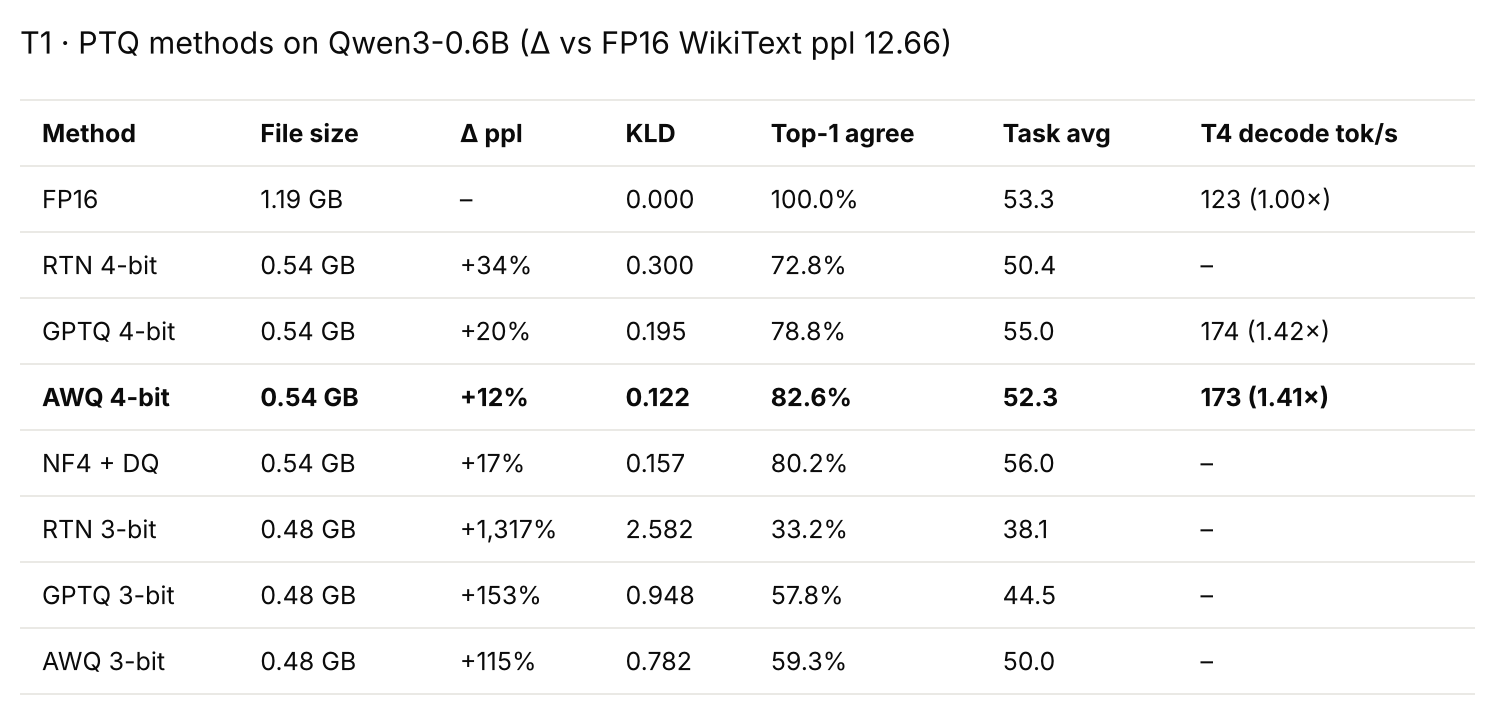 T1 · PTQ methods on Qwen3-0.6B (Δ vs FP16 WikiText ppl 12.66)
Method File size Δ ppl KLD Top-1 agree Task avg T4 decode tok/s
FP16 1.19 GB – 0.000 100.0% 53.3 123 (1.00×)
RTN 4-bit 0.54 GB +34% 0.300 72.8% 50.4 –
GPTQ 4-bit 0.54 GB +20% 0.195 78.8% 55.0 174 (1.42×)
AWQ 4-bit 0.54 GB +12% 0.122 82.6% 52.3 173 (1.41×)
NF4 + DQ 0.54 GB +17% 0.157 80.2% 56.0 –
RTN 3-bit 0.48 GB +1,317% 2.582 33.2% 38.1 –
GPTQ 3-bit 0.48 GB +153% 0.948 57.8% 44.5 –
AWQ 3-bit 0.48 GB +115% 0.782 59.3% 50.0 –